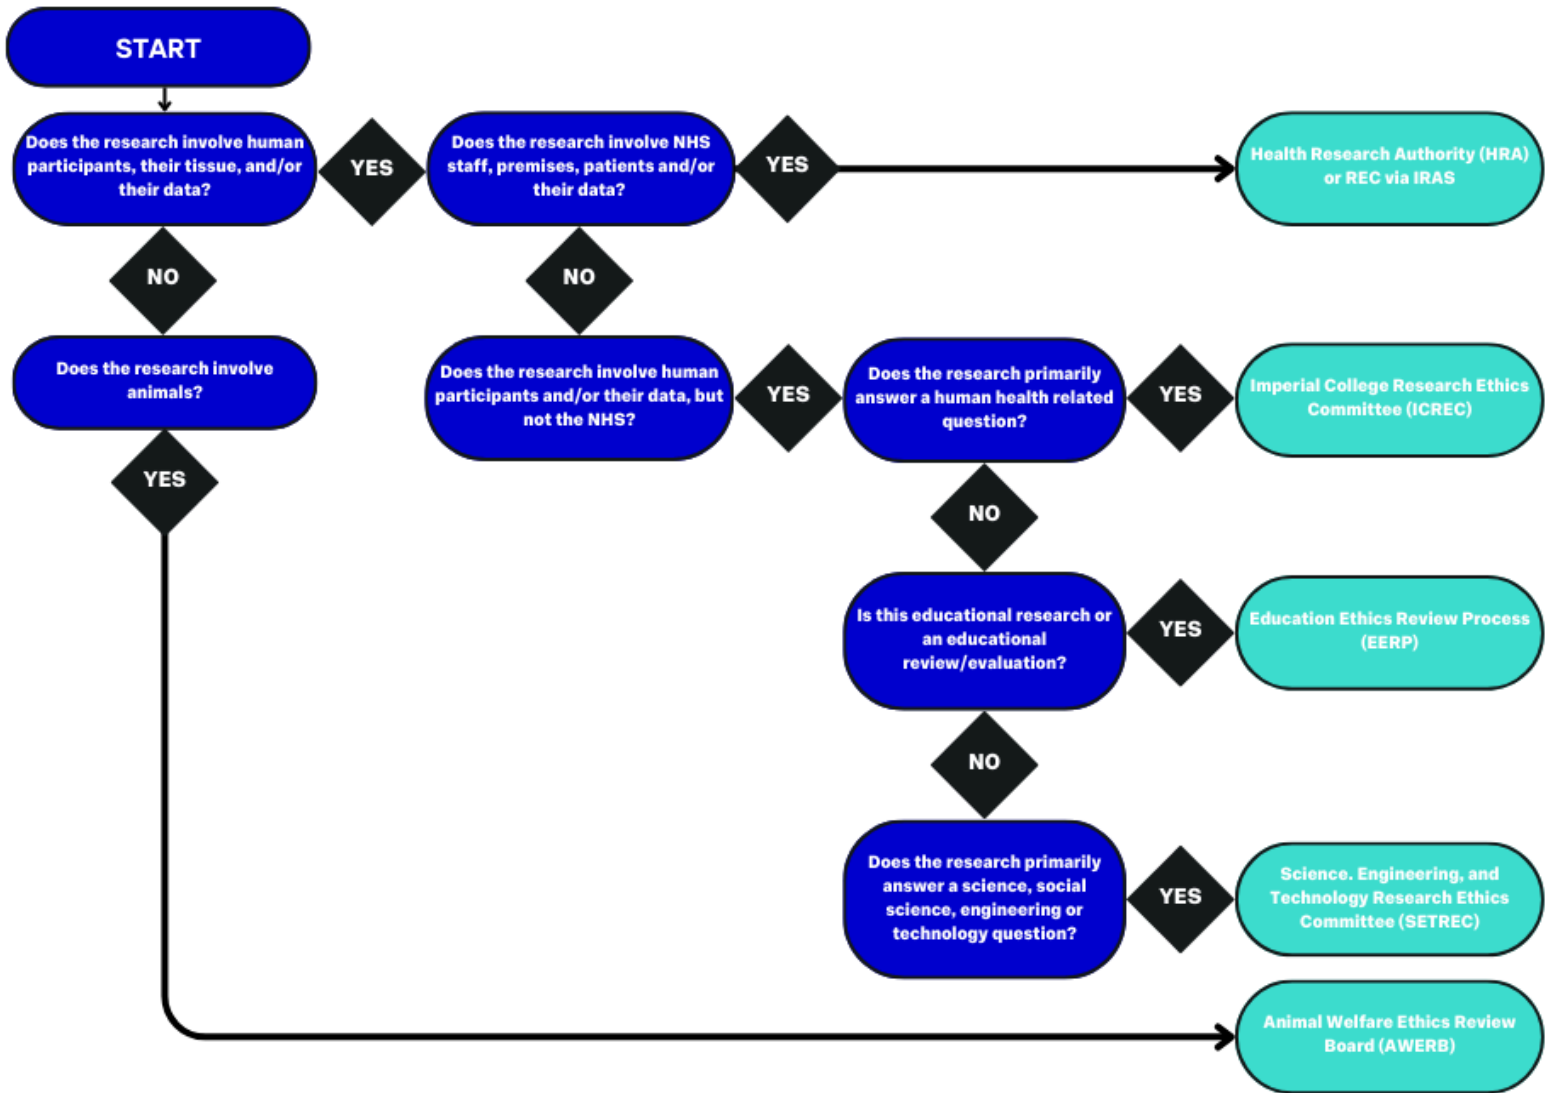 START
Does the research involve human
participants, their tissue, and/or
their data?
YES
Does the research involve NHS
staff, premises, patients and/or
their data?
YES
Health Research Authority (HRA)
or REC via IRAS
NO
NO
Does the research involve
animals?
Does the research involve human
participants and/or their data, but
not the NHS?
YES
Does the research primarily
answer a human health related
question?
YES
Imperial College Research Ethics
Committee (ICREC)
YES
NO
Is this educational research or
an educational
review/evaluation?
YES
Education Ethics Review Process
(EERP)
NO
Does the research primarily
answer a science, social
science, engineering or
technology question?
YES
Science. Engineering, and
Technology Research Ethics
Committee (SETREC)
Animal Welfare Ethics Review
Board (AWERB)